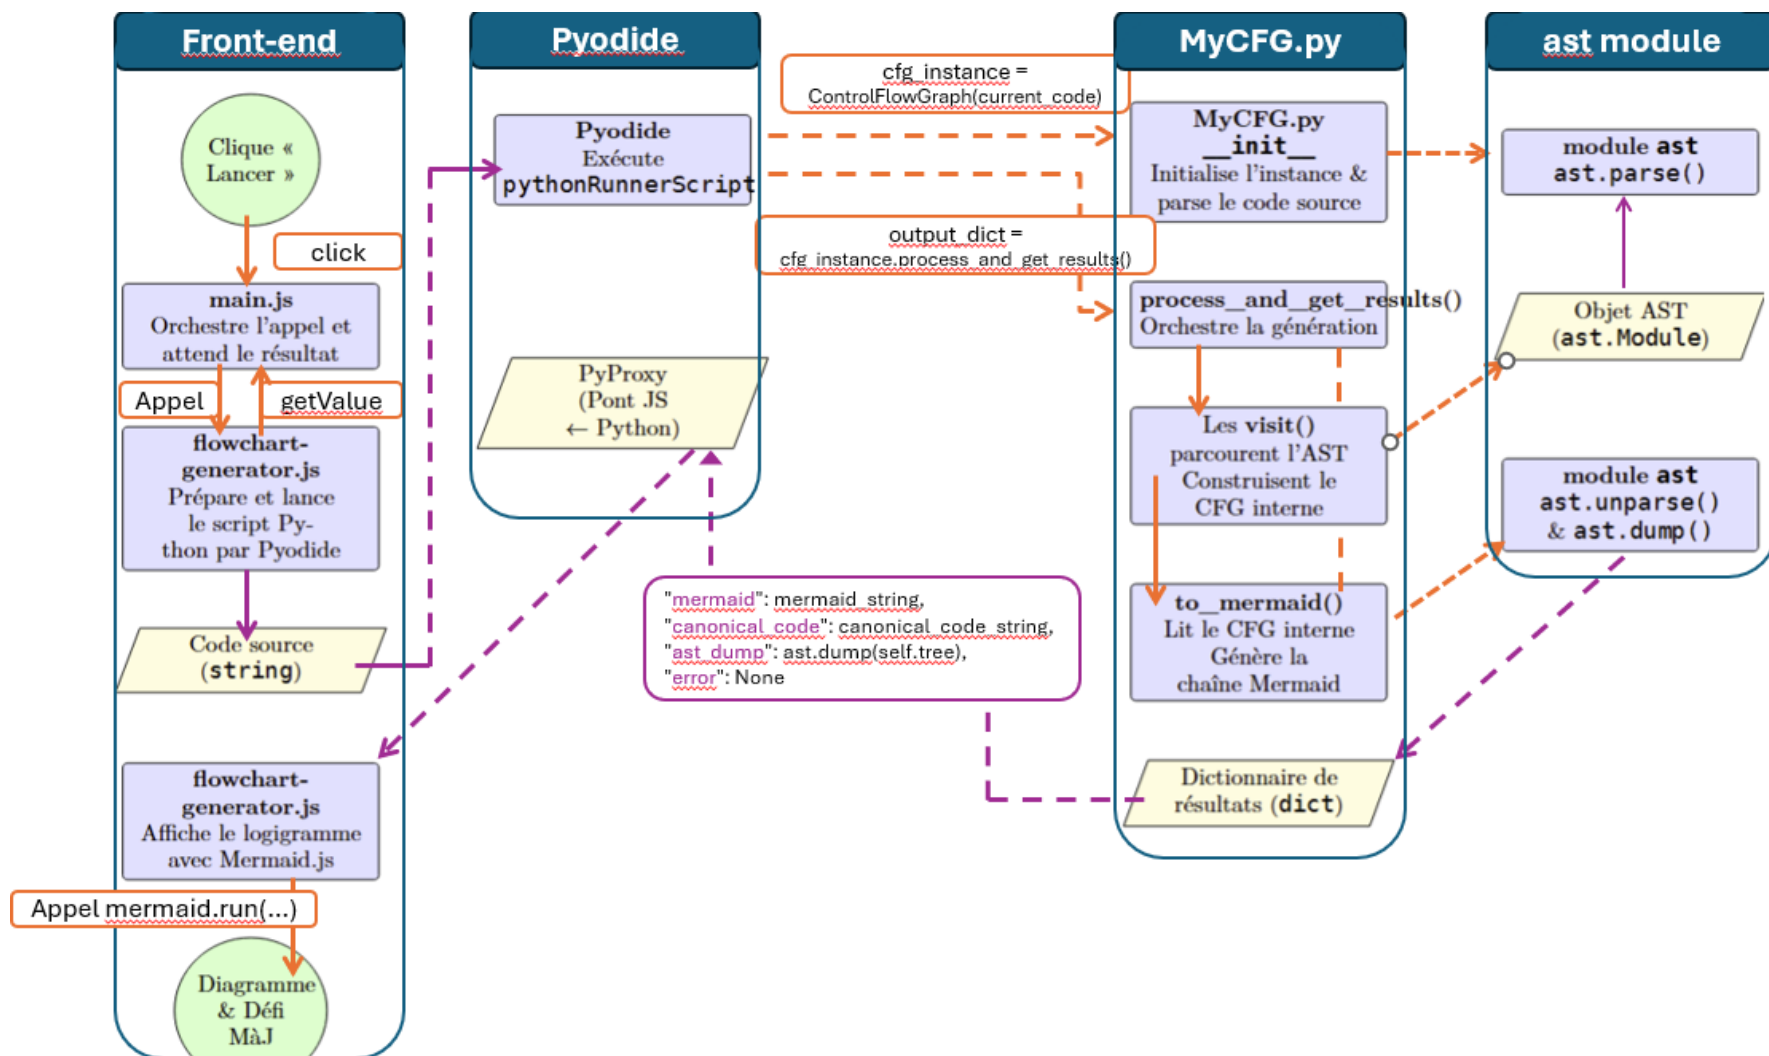 Front-end
Clique «
Lancer »
click
main.js
Orchestre l'appel et
attend le résultat
Appel
getValue
flowchart-
generator.js
Prépare et lance
le script Py-
thon par Pyodide
Code source
(string)
flowchart-
generator.js
Affiche le logigramme
avec Mermaid.js
Appel mermaid.run(...)
Diagramme
& Défi
MàJ
Pyodide
Pyodide
Exécute
pythonRunnerScript
PyProxy
(Pont JS
← Python)
cfg_instance =
ControlFlowGraph(current_code)
output_dict =
cfg_instance.process_and_get_results()
"mermaid": mermaid_string,
"canonical_code": canonical_code_string,
"ast_dump": ast.dump(self.tree),
"error": None
MyCFG.py
MyCFG.py
__init__
Initialise l'instance &
parse le code source
process_and_get_results()
Orchestre la génération
Les visit()
parcourent l'AST
Construisent le
CFG interne
to_mermaid()
Lit le CFG interne
Génère la
chaîne Mermaid
Dictionnaire de
résultats (dict)
ast module
module ast
ast.parse()
Objet AST
(ast.Module)
module ast
ast.unparse()
& ast.dump()